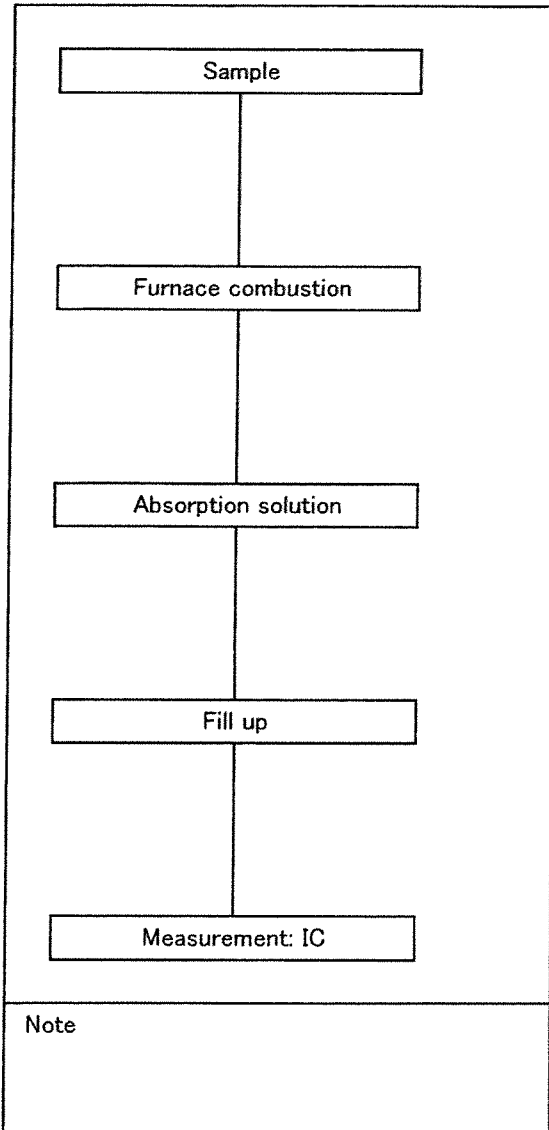 Sample
Furnace combustion
Absorption solution
Fill up
Measurement: IC
Note